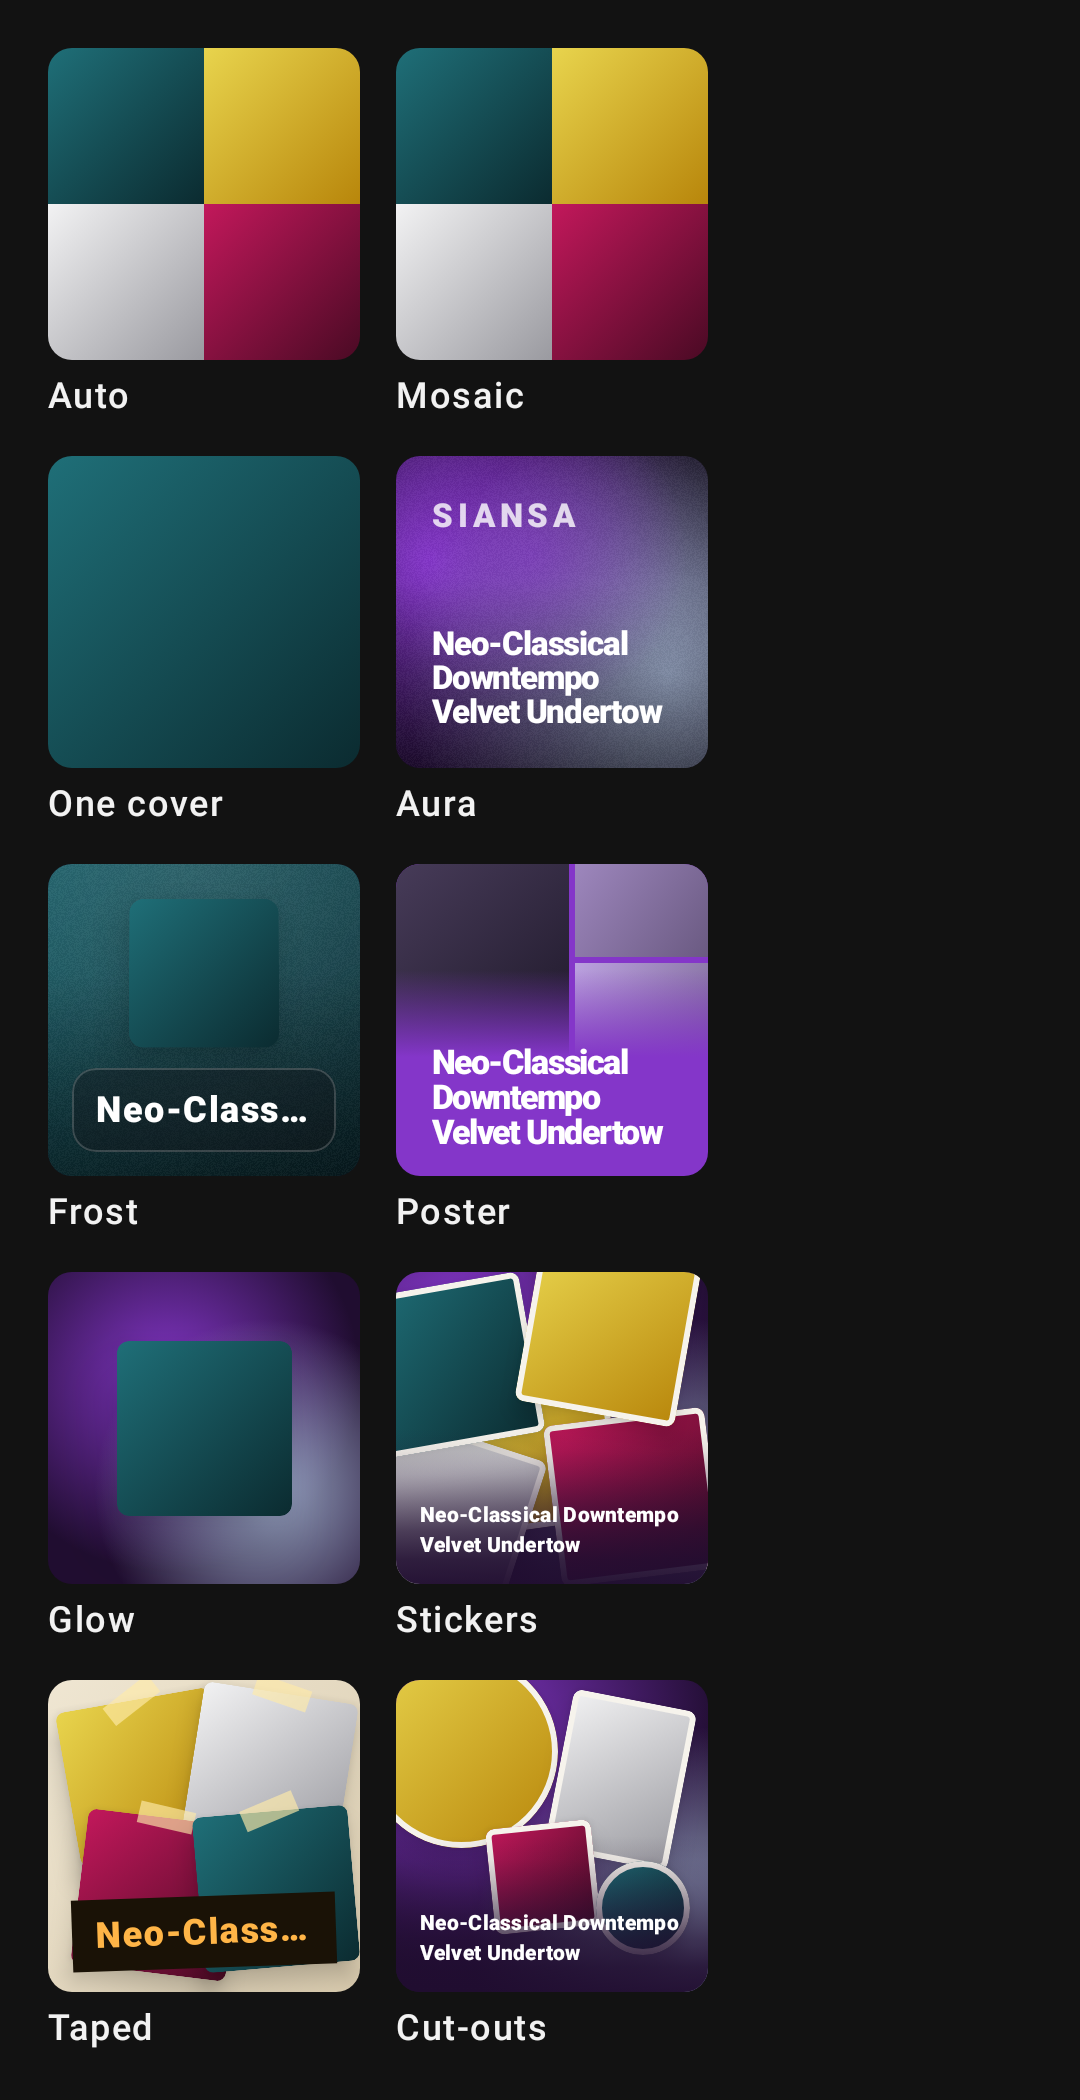 Auto
Mosaic
SIANSA
Neo-Classical
Downtempo
Velvet Undertow
One cover
Aura
Neo-Class…
Neo-Classical
Downtempo
Velvet Undertow
Frost
Poster
Neo-Classical Downtempo
Velvet Undertow
Glow
Stickers
Neo-Class…
Neo-Classical Downtempo
Velvet Undertow
Taped
Cut-outs